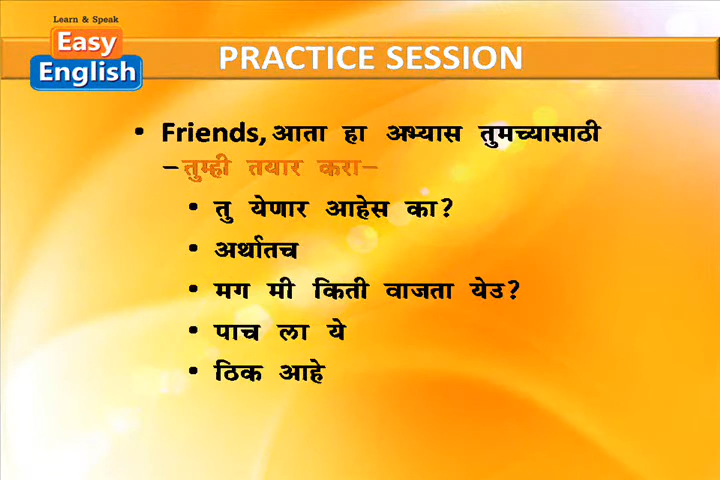 Learn & Speak
Easy
English
PRACTICE SESSION
• Friends, आता हा अभ्यास तुमच्यासाठी
–तुम्ही तयार करा–
• तु येणार आहेस का?
• अर्थातच
• मग मी किती वाजता येउ?
• पाच ला ये
• ठिक आहे